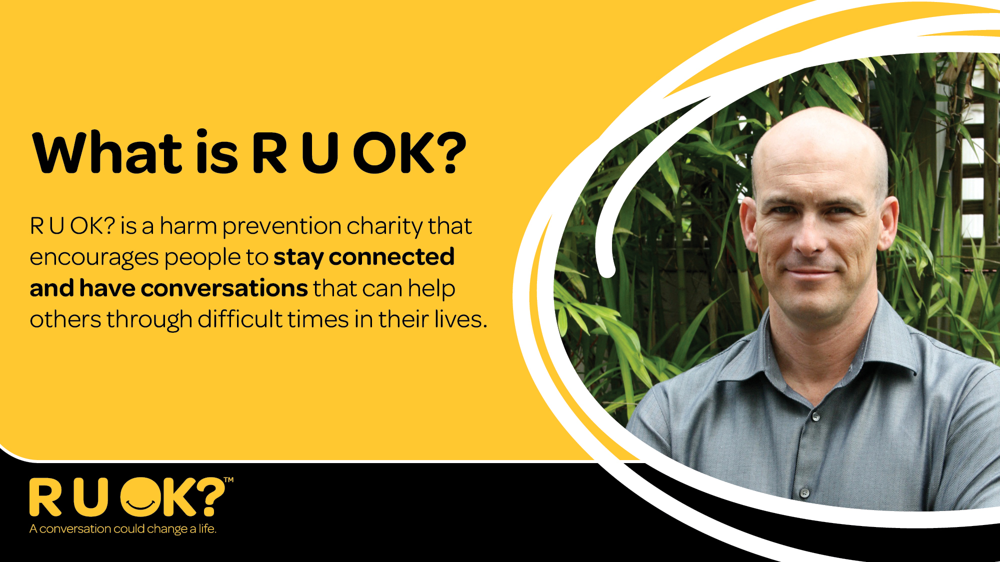 What is R U OK?
R U OK? is a harm prevention charity that
encourages people to stay connected
and have conversations that can help
others through difficult times in their lives.
R U OK?™
A conversation could change a life.